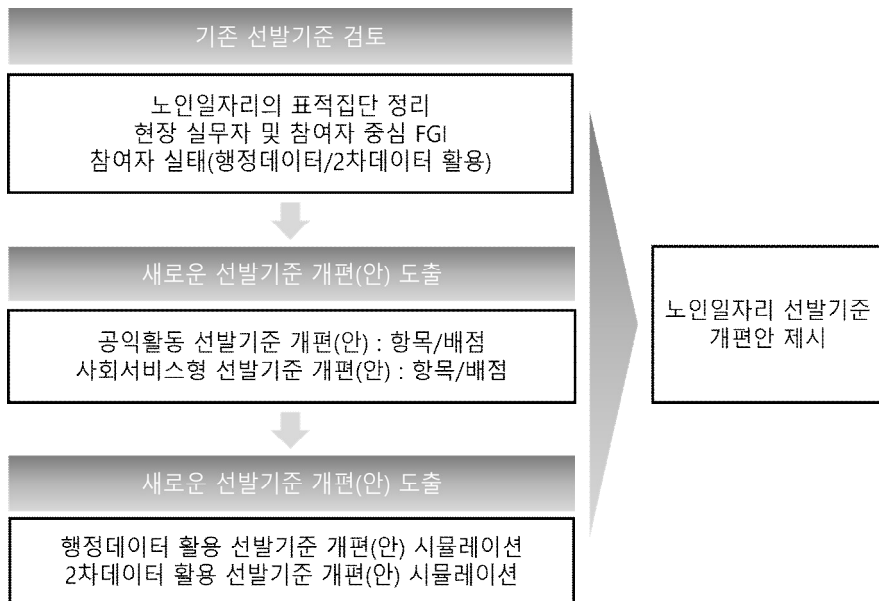 기존 선발기준 검토
노인일자리의 표적집단 정리
현장 실무자 및 참여자 중심 FGI
참여자 실태(행정데이터/2차데이터 활용)
새로운 선발기준 개편(안) 도출
공익활동 선발기준 개편(안) : 항목/배점
사회서비스형 선발기준 개편(안) : 항목/배점
새로운 선발기준 개편(안) 도출
행정데이터 활용 선발기준 개편(안) 시뮬레이션
2차데이터 활용 선발기준 개편(안) 시뮬레이션
노인일자리 선발기준
개편안 제시